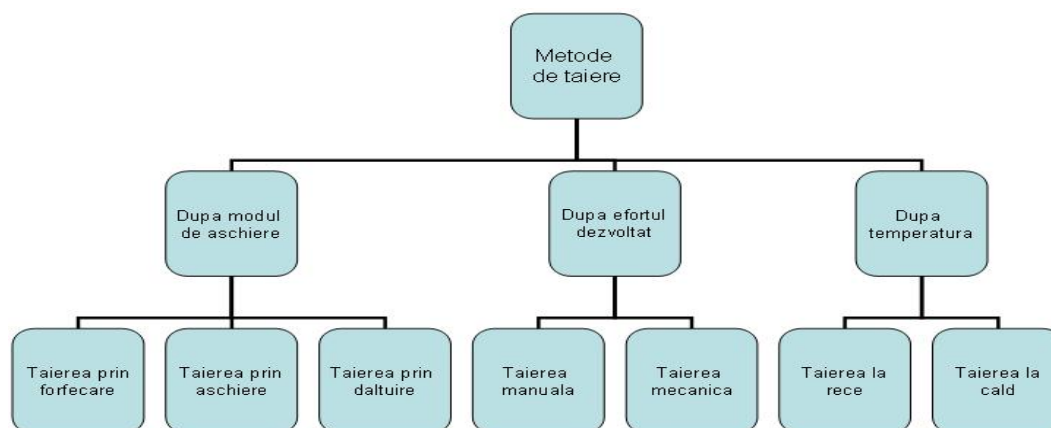 Metode
de taiere
Dupa modul
de aschiere
Dupa efortul
dezvoltat
Dupa
temperatura
Taierea prin
forfecare
Taierea prin
aschiere
Taierea prin
daltuire
Taierea
manuala
Taierea
mecanica
Taierea la
rece
Taierea la
cald